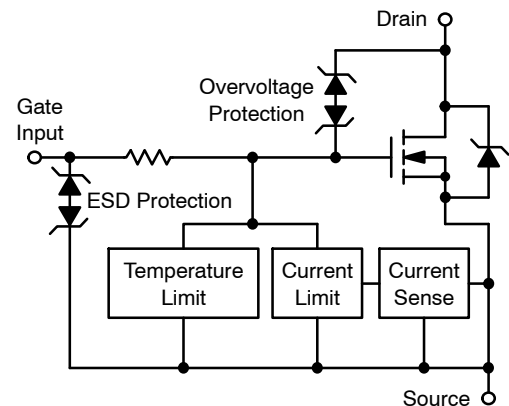 Drain
Overvoltage
Protection
Gate
Input
ESD Protection
Temperature
Limit
Current
Limit
Current
Sense
Source